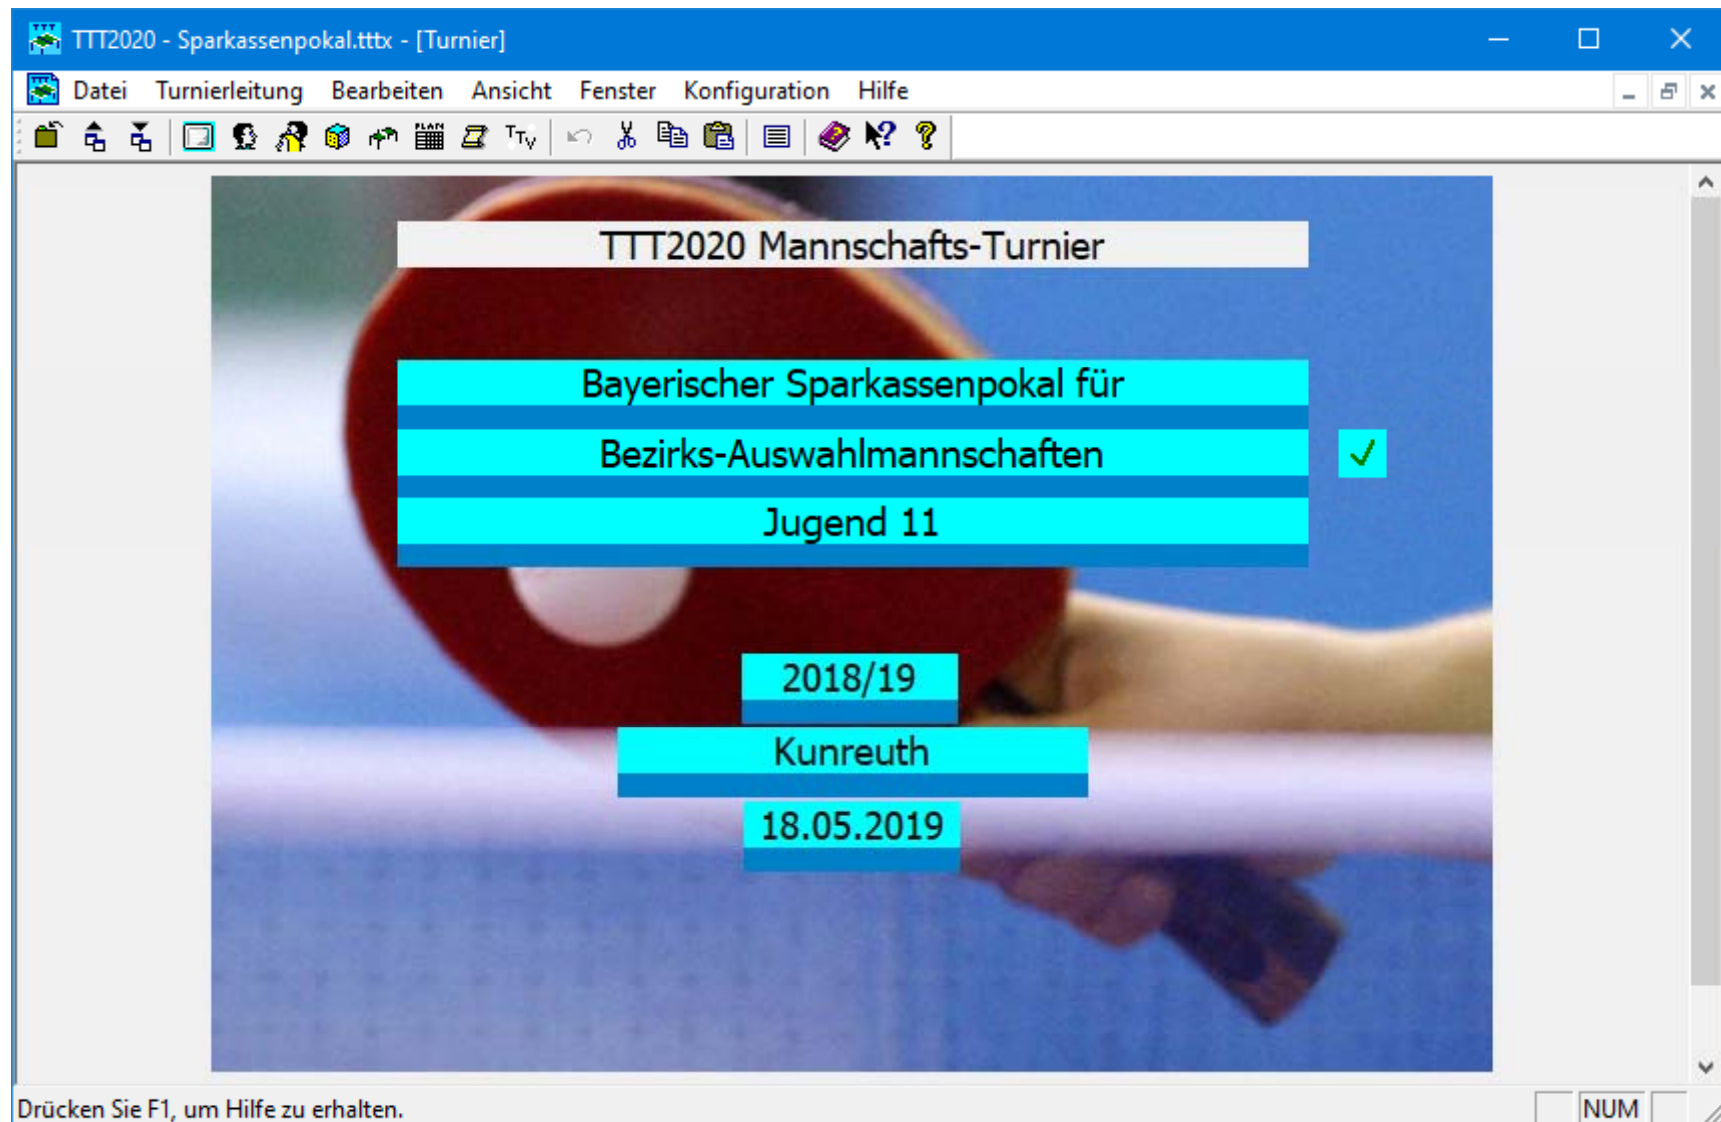 TTT2020 - Sparkassenpokal.tttx - [Turnier]
Datei Turnierleitung Bearbeiten Ansicht Fenster Konfiguration Hilfe
TTT2020 Mannschafts-Turnier
Bayerischer Sparkassenpokal für
Bezirks-Auswahlmannschaften
Jugend 11
2018/19
Kunreuth
18.05.2019
Drücken Sie F1, um Hilfe zu erhalten.
NUM